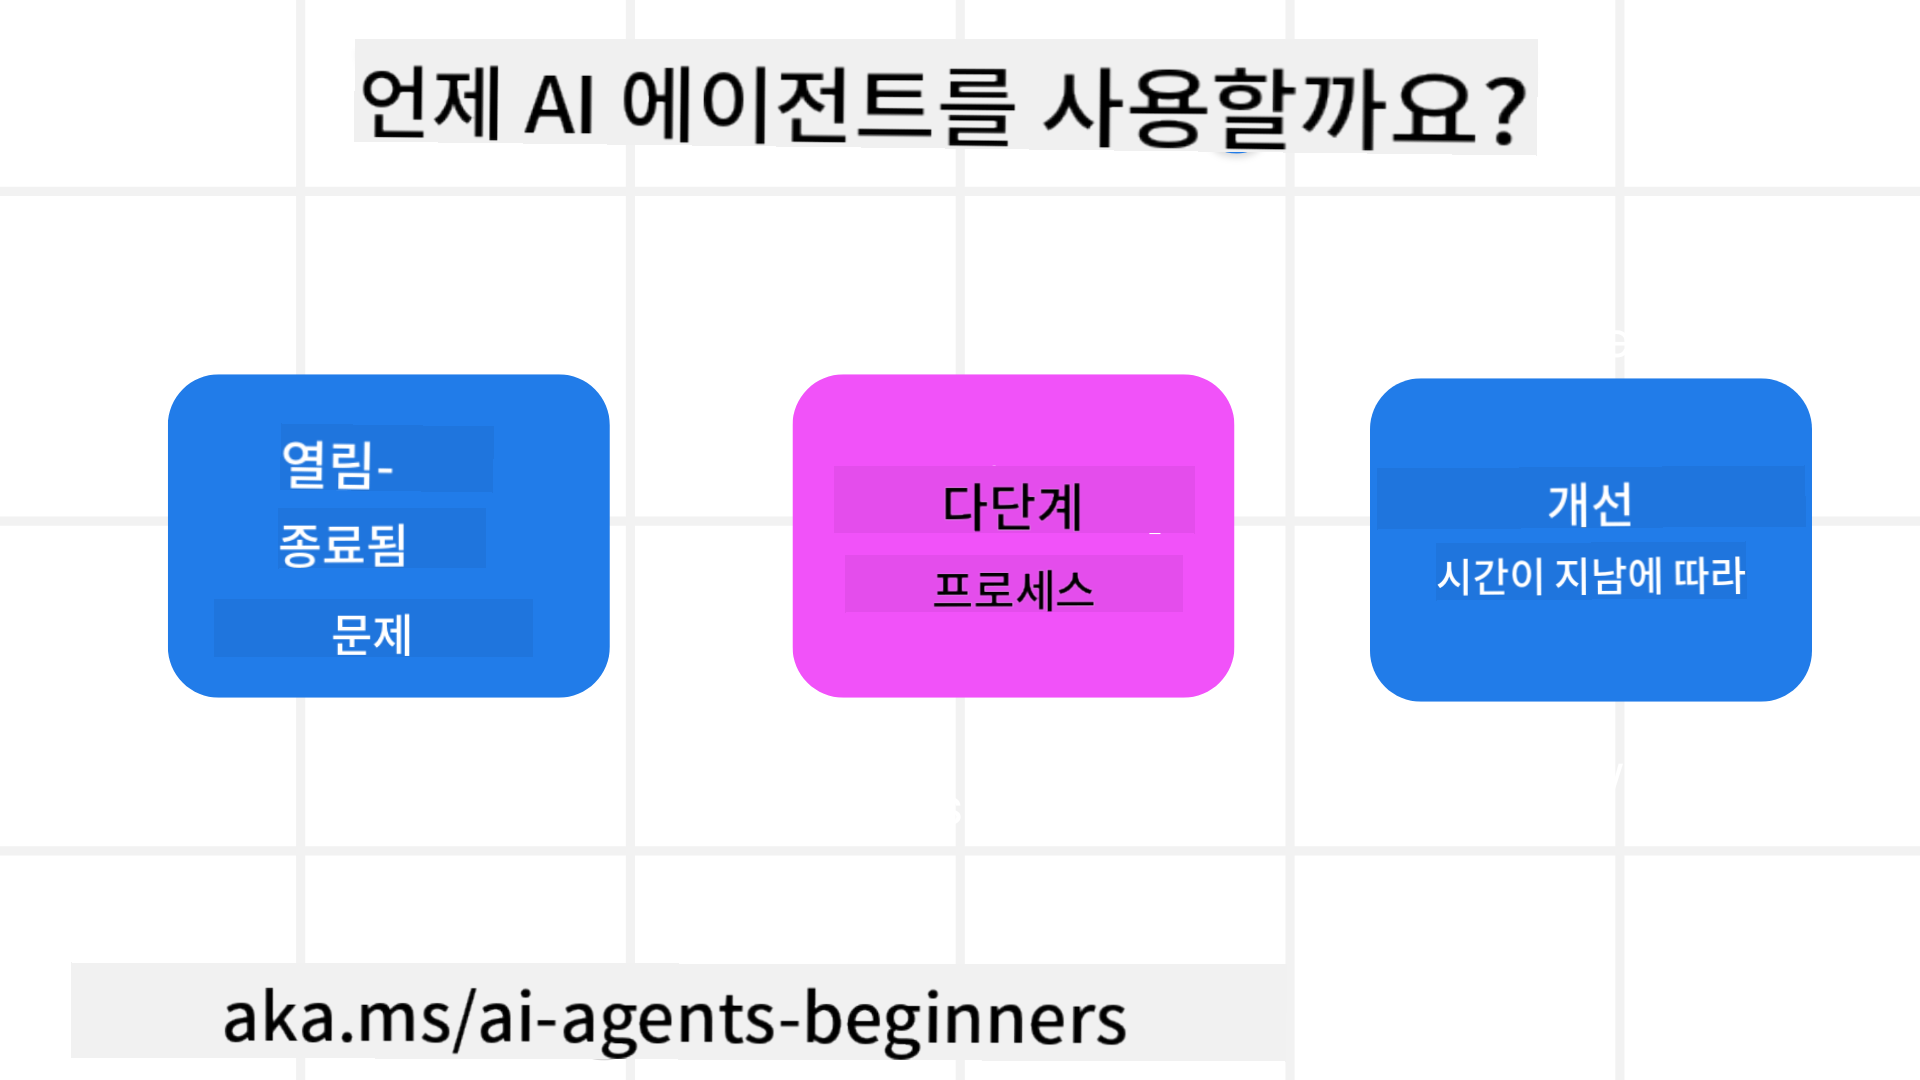 언제 AI 에이전트를 사용할까요?
열림-
종료됨
문제
다단계
프로세스
개선
시간이 지남에 따라
aka.ms/ai-agents-beginners